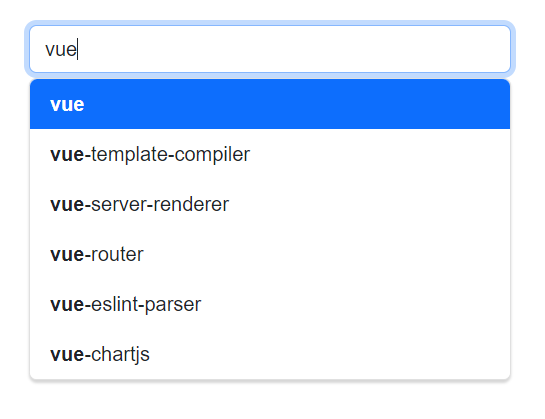 vue
vue
vue-template-compiler
vue-server-renderer
vue-router
vue-eslint-parser
vue-chartjs